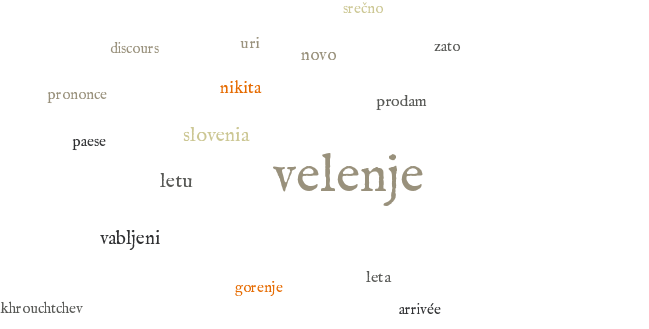 srečno
discours
uri
novo
zato
nikita
prononce
prodam
slovenia
paese
velenje
letu
vabljeni
leta
gorenje
khrouchtchev
arrivée